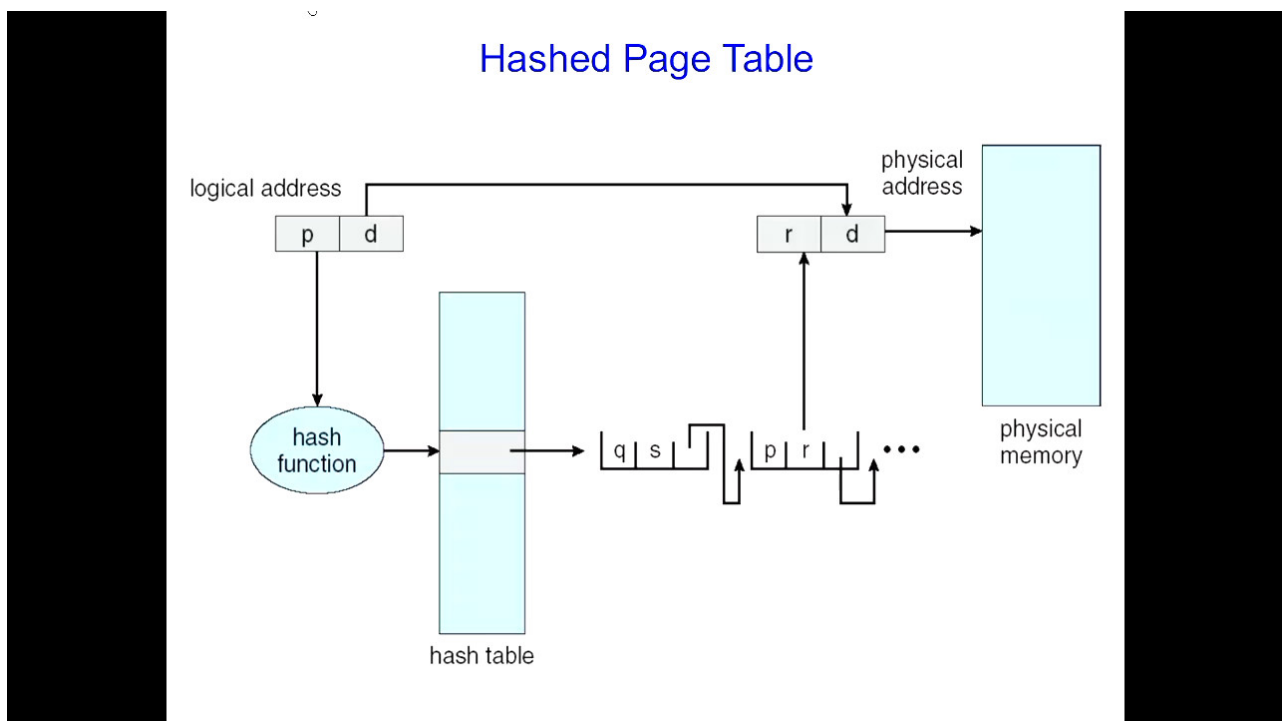 Hashed Page Table
logical address
physical
address
p d
r d
hash
function
q s
p r
•••
physical
memory
hash table